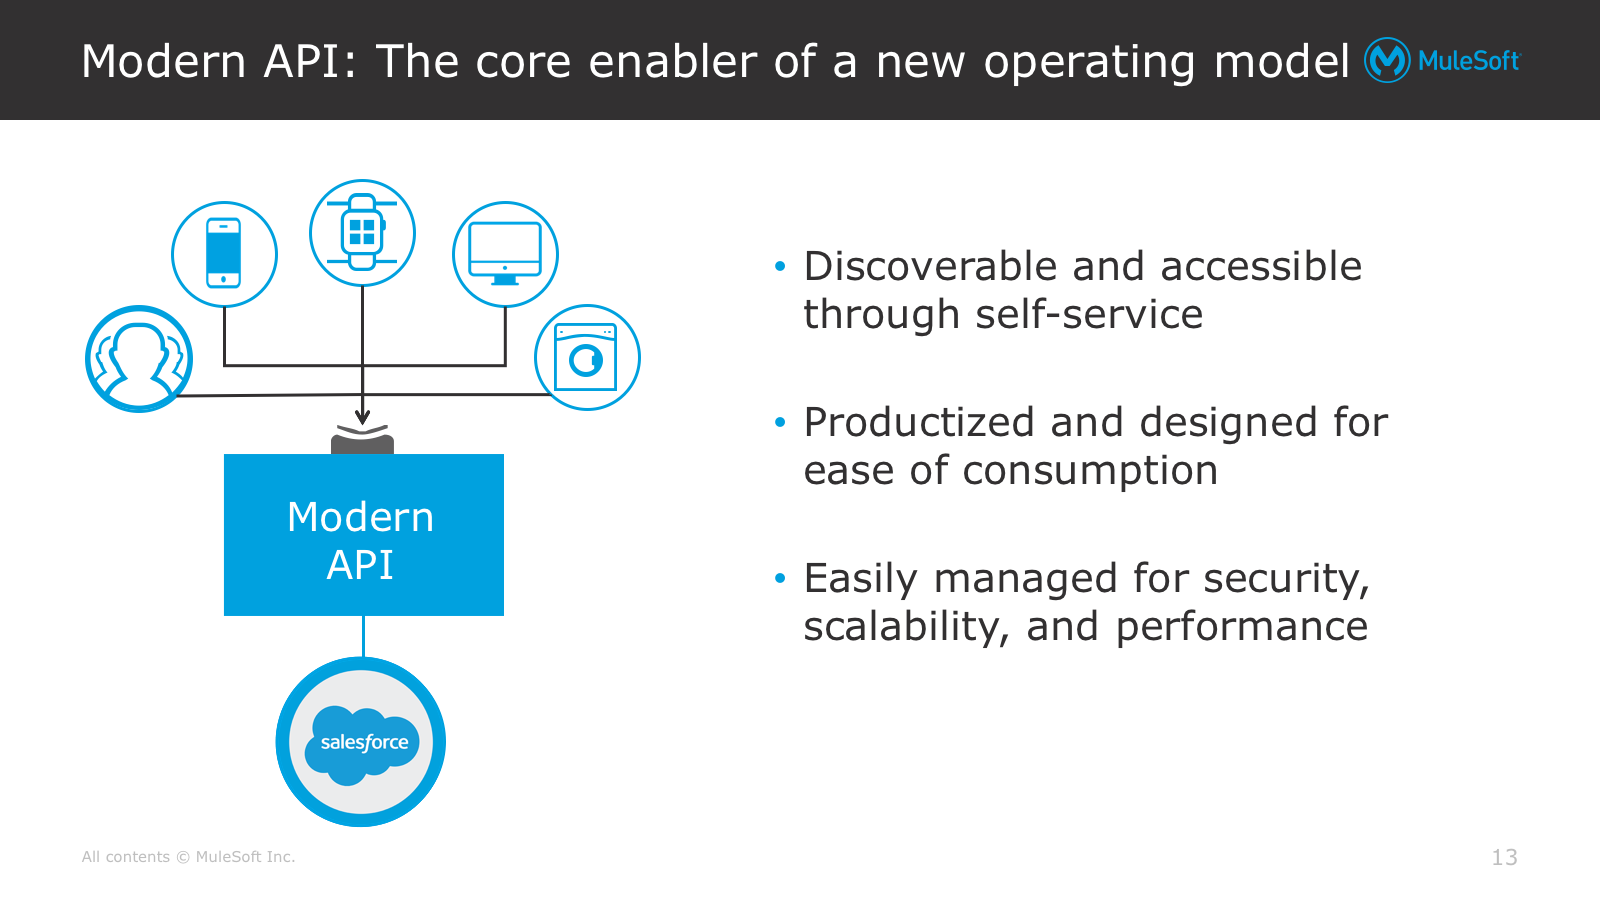 Modern API: The core enabler of a new operating model
MuleSoft
• Discoverable and accessible
through self-service
• Productized and designed for
ease of consumption
• Easily managed for security,
scalability, and performance
Modern
API
salesforce
All contents © MuleSoft Inc.
13